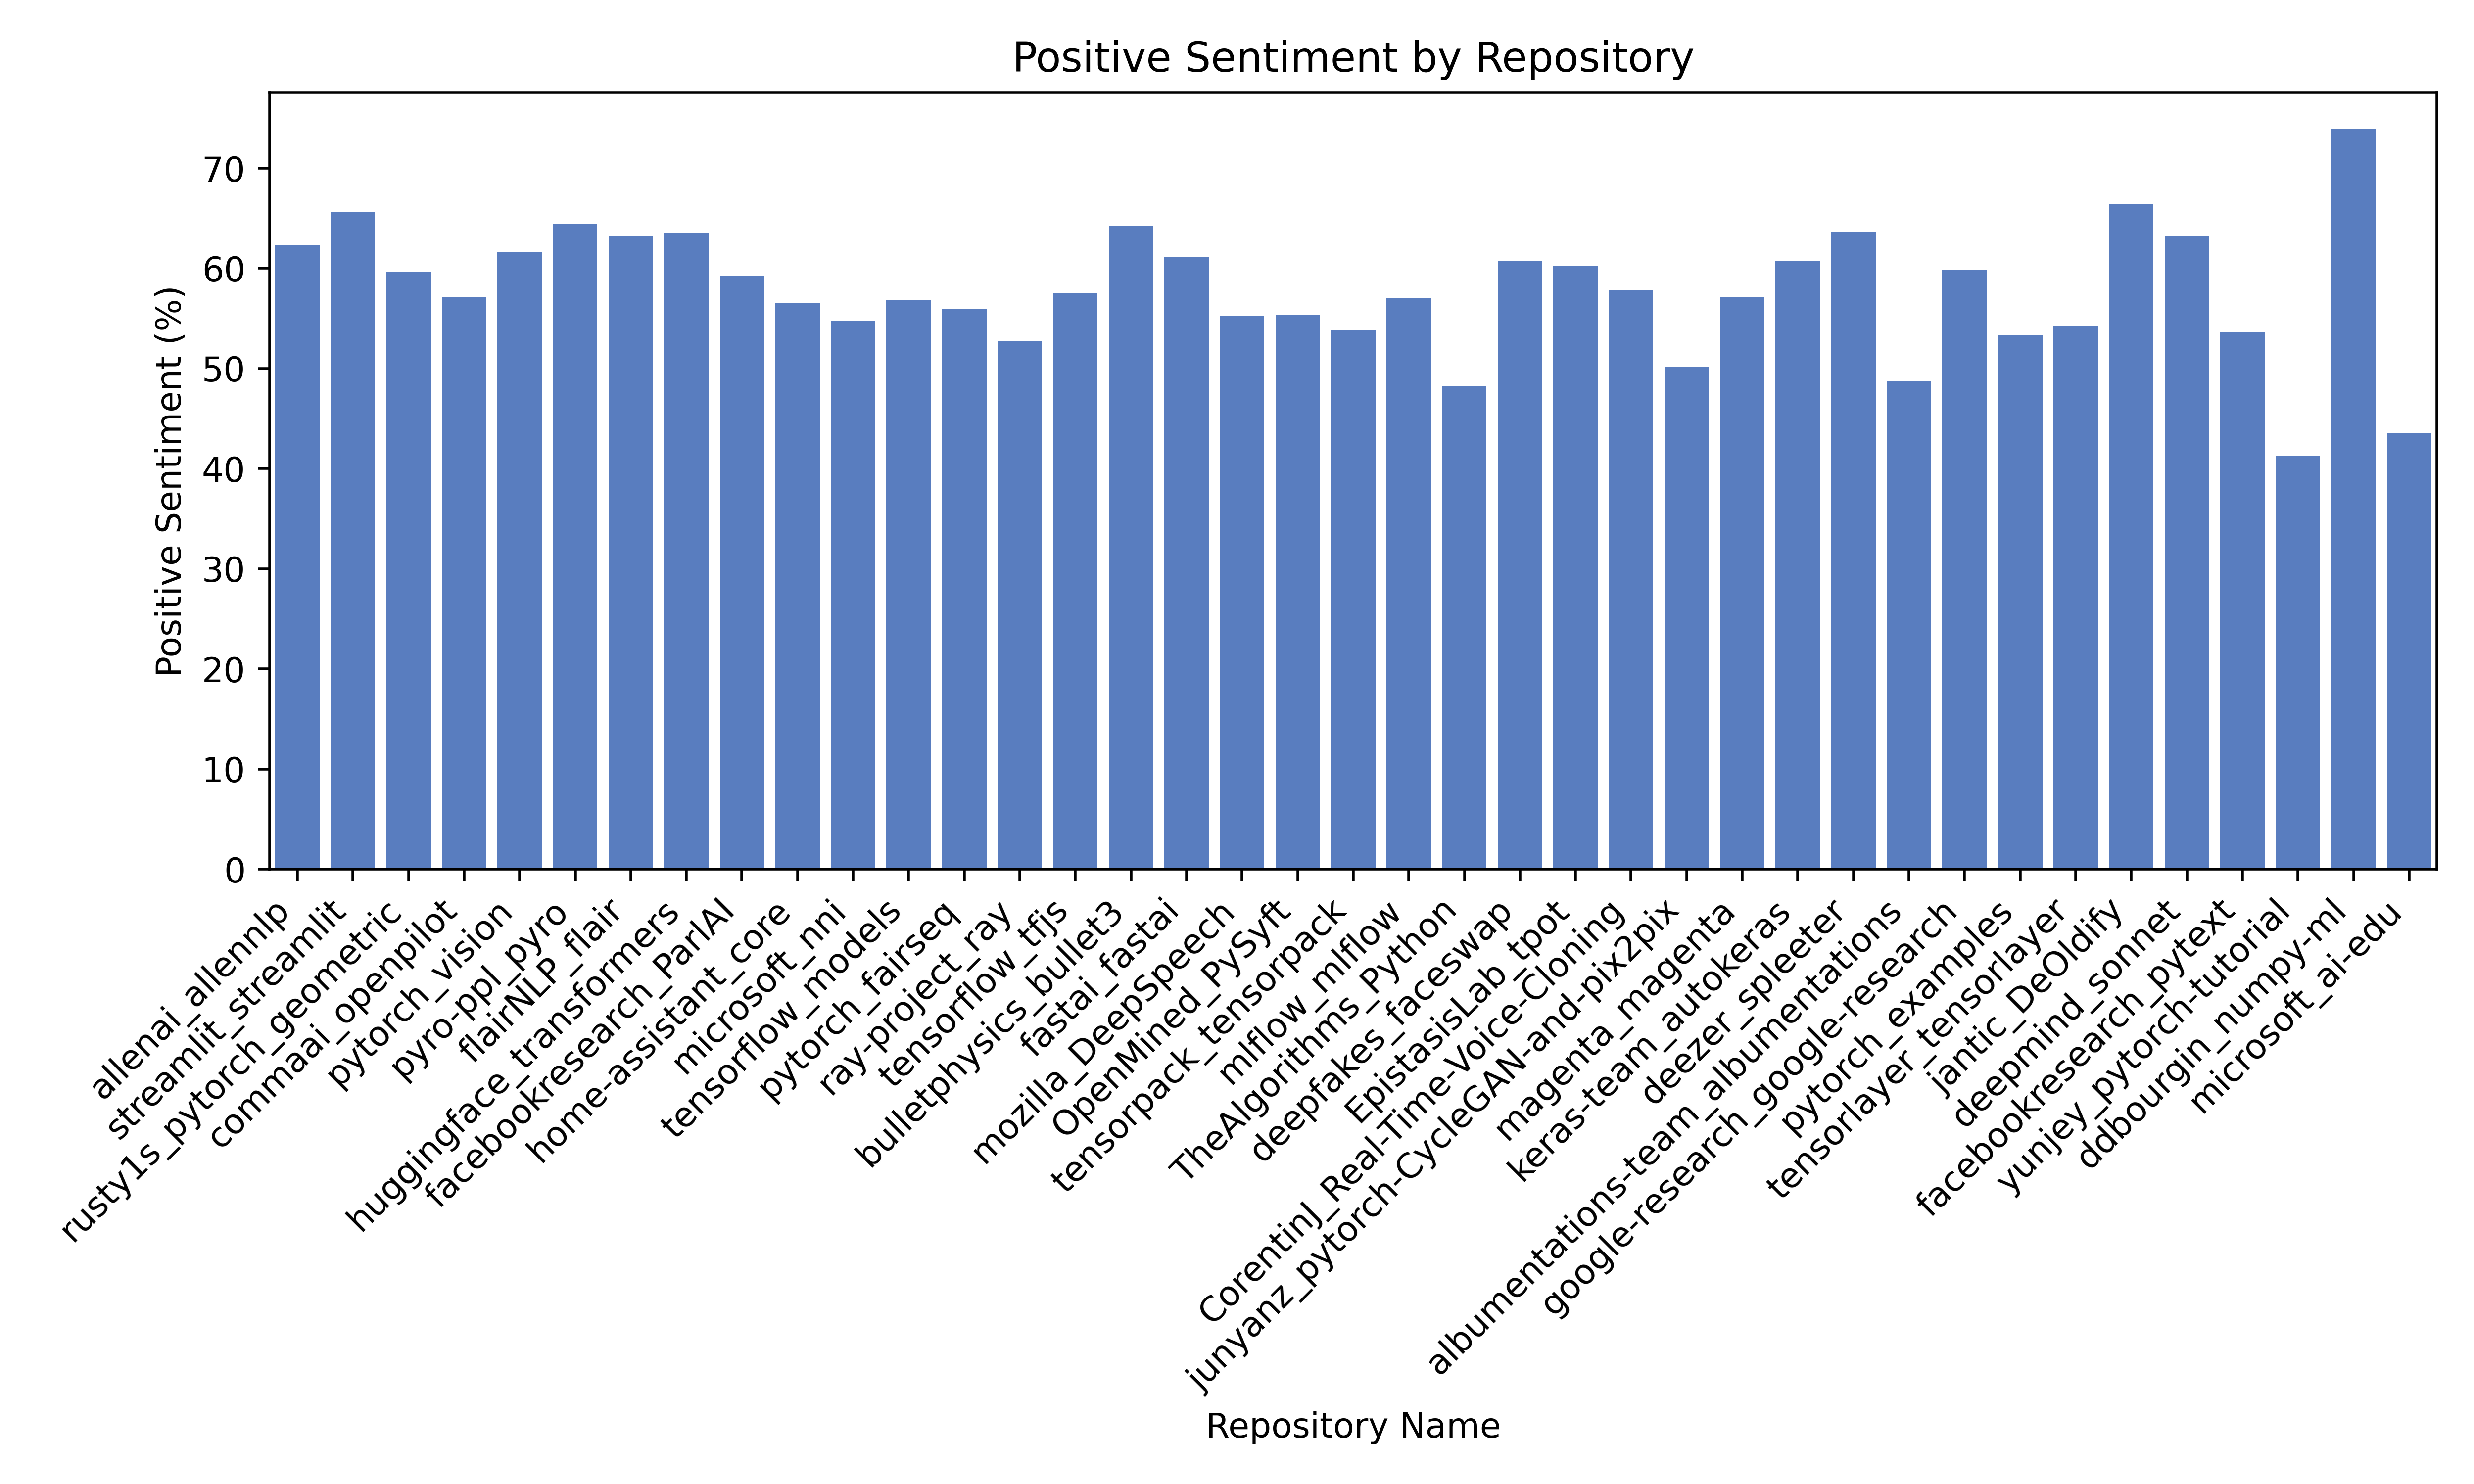 Positive Sentiment by Repository
Positive Sentiment (%)
70
60
50
40
30
20
10
0
allenai_allennlp
streamlit_streamlit
rusty1s_pytorch_geometric
commaai_openpilot
pytorch_vision
pyro-ppl_pyro
flairNLP_flair
huggingface_transformers
facebookresearch_ParlAI
home-assistant_core
microsoft_nni
tensorflow_models
pytorch_fairseq
ray-project_ray
tensorflow_tfjs
bulletphysics_bullet3
fastai_fastai
mozilla_DeepSpeech
OpenMined_PySyft
tensorpack_tensorpack
mlflow_mlflow
TheAlgorithms_Python
deepfakes_faceswap
EpistasisLab_tpot
CorentinJ_Real-Time-Voice-Cloning
junyanz_pytorch-CycleGAN-and-pix2pix
magenta_magenta
keras-team_autokeras
deezer_spleeter
albumentations-team_albumentations
google-research_google-research
pytorch_examples
tensorlayer_tensorlayer
jantic_DeOldify
deepmind_sonnet
facebookresearch_pytext
yunjey_pytorch-tutorial
ddbourgin_numpy-ml
microsoft_ai-edu
Repository Name